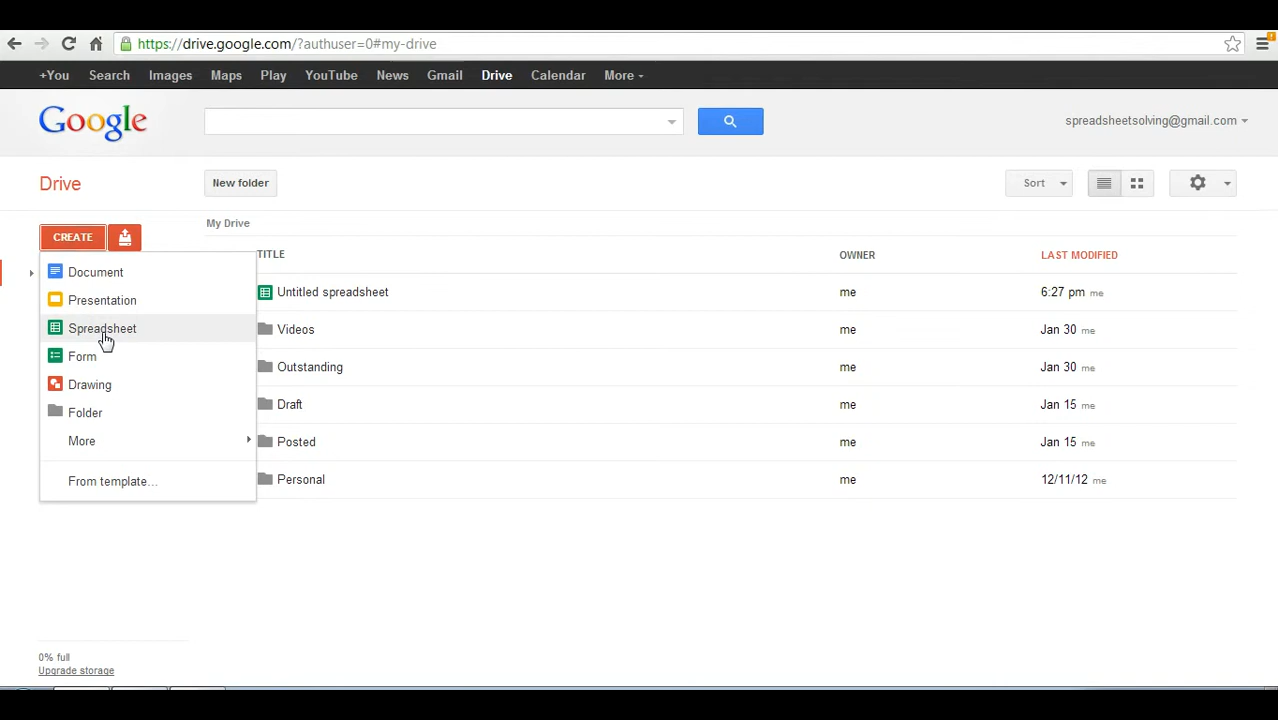 https://drive.google.com/?authuser=0#my-drive
+You Search Images Maps Play YouTube News Gmail Drive Calendar More
Google
spreadsheetsolving@gmail.com
Drive
New folder
Sort
My Drive
CREATE
TITLE OWNER LAST MODIFIED
Document
Presentation
Spreadsheet
Form
Drawing
Folder
More
From template...
Untitled spreadsheet me 6:27 pm me
Videos me Jan 30 me
Outstanding me Jan 30 me
Draft me Jan 15 me
Posted me Jan 15 me
Personal me 12/11/12 me
0% full
Upgrade storage